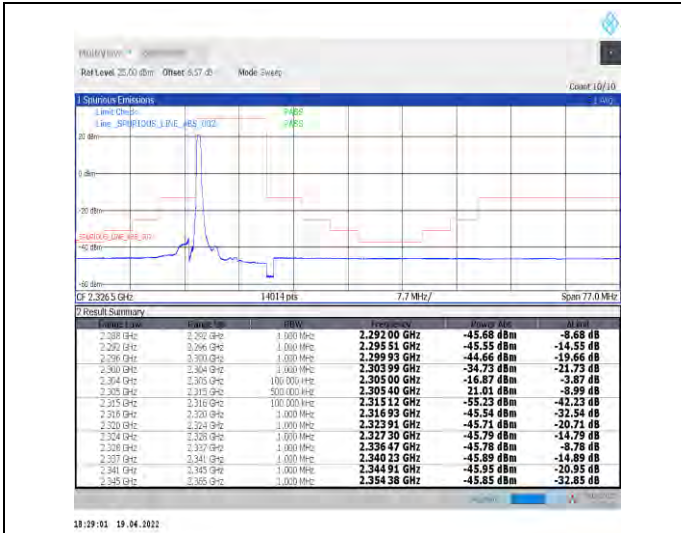 Ref Level 25.00 dBm Offset 6.57 dB Mode Sweep
Count 10/10
1 Spurious Emissions
Limit Check PASS
Line _SPURIOUS_LINE_ABS_002 PASS
20 dBm
0 dBm
-20 dBm
-40 dBm
-60 dBm
CF 2.3265 GHz 14014 pts 7.7 MHz/ Span 77.0 MHz
2 Result Summary
Range Low Range Up RBW Frequency Power Abs ΔLimit
2.288 GHz 2.292 GHz 1.000 MHz 2.292 00 GHz -45.68 dBm -8.68 dB
2.292 GHz 2.296 GHz 1.000 MHz 2.295 51 GHz -45.55 dBm -14.55 dB
2.296 GHz 2.300 GHz 1.000 MHz 2.299 93 GHz -44.66 dBm -19.66 dB
2.300 GHz 2.304 GHz 1.000 MHz 2.303 99 GHz -34.73 dBm -21.73 dB
2.304 GHz 2.305 GHz 100.000 kHz 2.305 00 GHz -16.87 dBm -3.87 dB
2.305 GHz 2.315 GHz 500.000 kHz 2.305 40 GHz 21.01 dBm -8.99 dB
2.315 GHz 2.316 GHz 100.000 kHz 2.315 12 GHz -55.23 dBm -42.23 dB
2.316 GHz 2.320 GHz 1.000 MHz 2.316 93 GHz -45.54 dBm -32.54 dB
2.320 GHz 2.324 GHz 1.000 MHz 2.323 91 GHz -45.71 dBm -20.71 dB
2.324 GHz 2.328 GHz 1.000 MHz 2.327 30 GHz -45.79 dBm -14.79 dB
2.328 GHz 2.337 GHz 1.000 MHz 2.336 47 GHz -45.78 dBm -8.78 dB
2.337 GHz 2.341 GHz 1.000 MHz 2.340 23 GHz -45.89 dBm -14.89 dB
2.341 GHz 2.345 GHz 1.000 MHz 2.344 91 GHz -45.95 dBm -20.95 dB
2.345 GHz 2.365 GHz 1.000 MHz 2.354 38 GHz -45.85 dBm -32.85 dB
18:29:01 19.04.2022